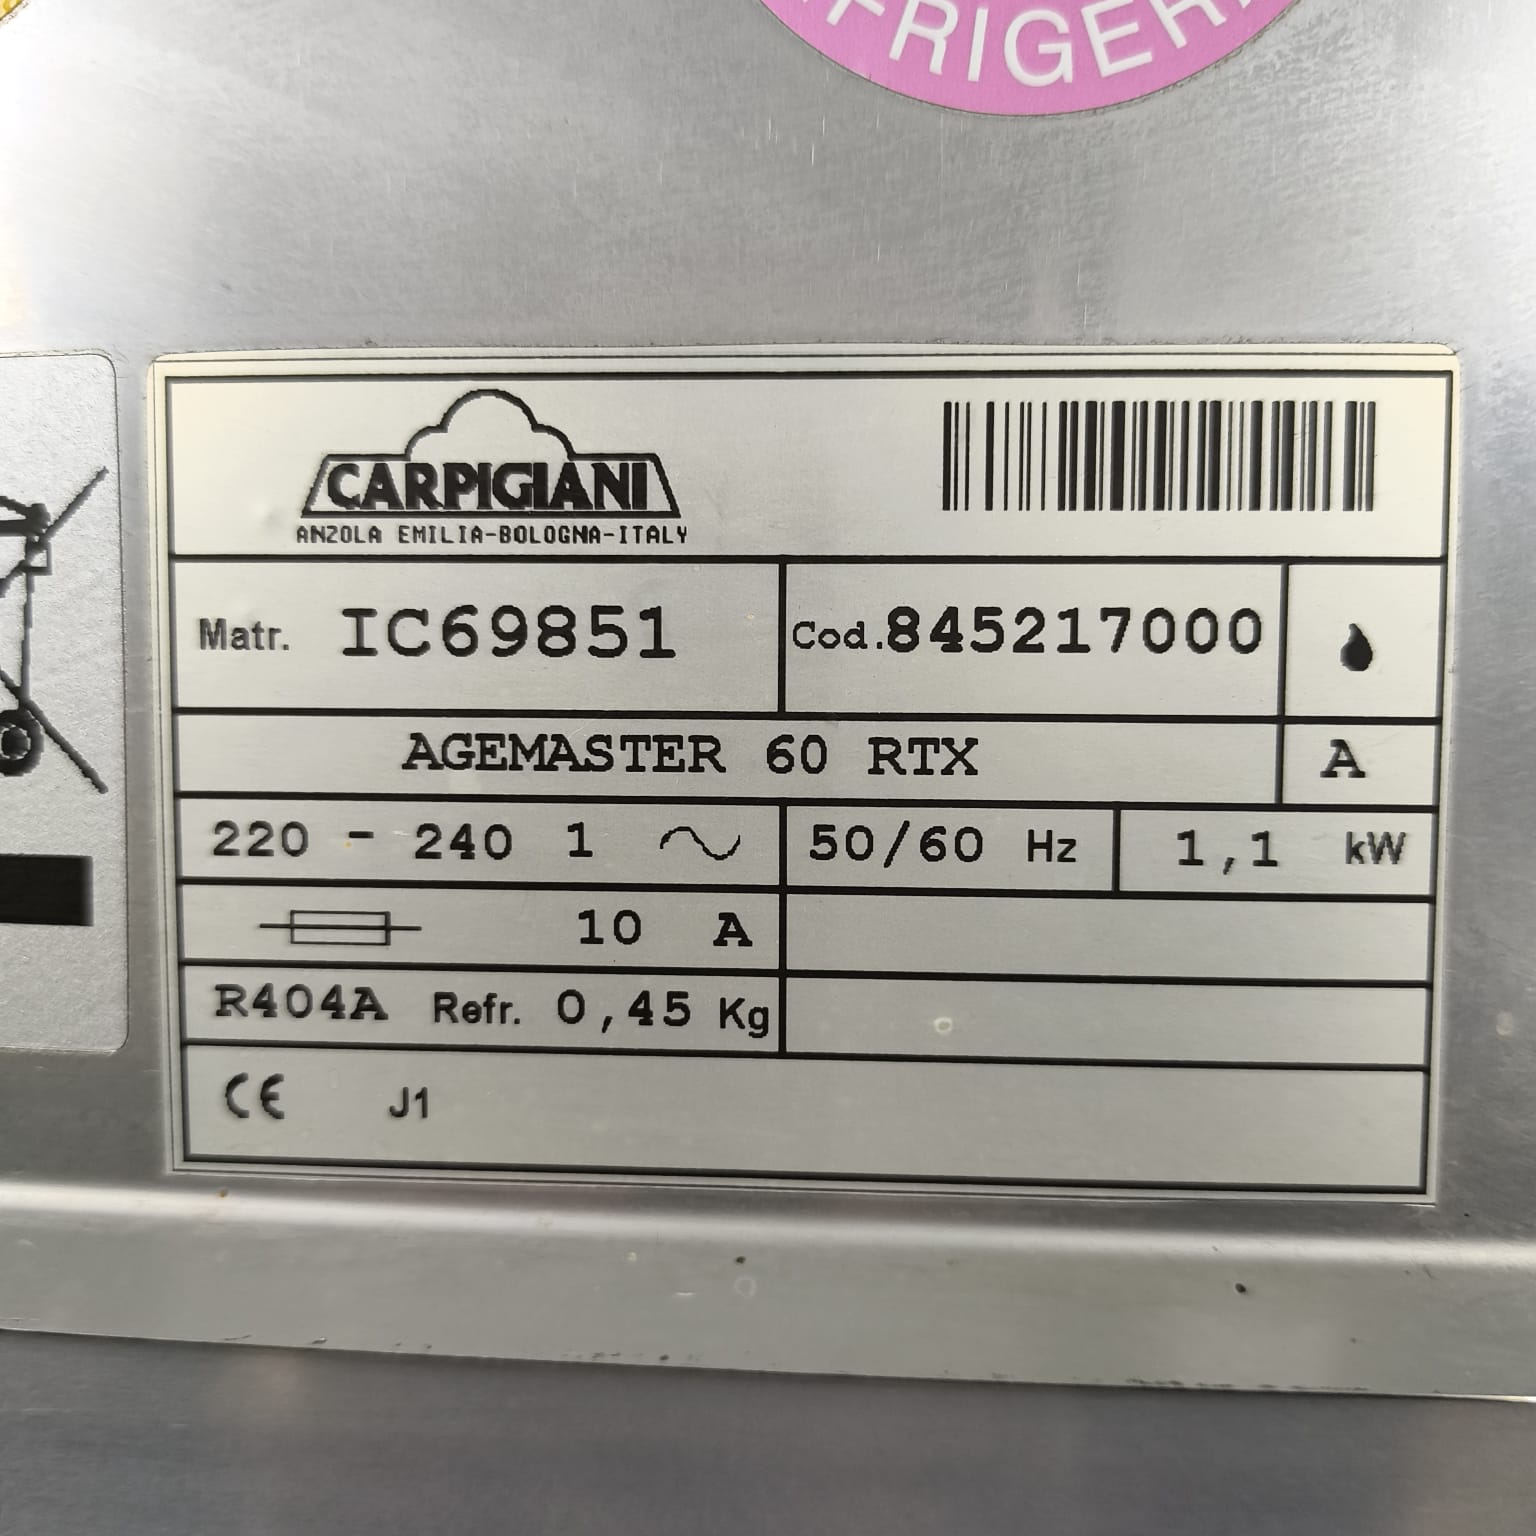 FRIGER
CARPIGIANI
ANZOLA EMILIA-BOLOGNA-ITALY
Matr. IC69851 Cod.845217000
AGEMASTER 60 RTX A
220 - 240 1 50/60 Hz 1,1 kW
10 A
R404A Refr. 0,45 Kg
CE J1